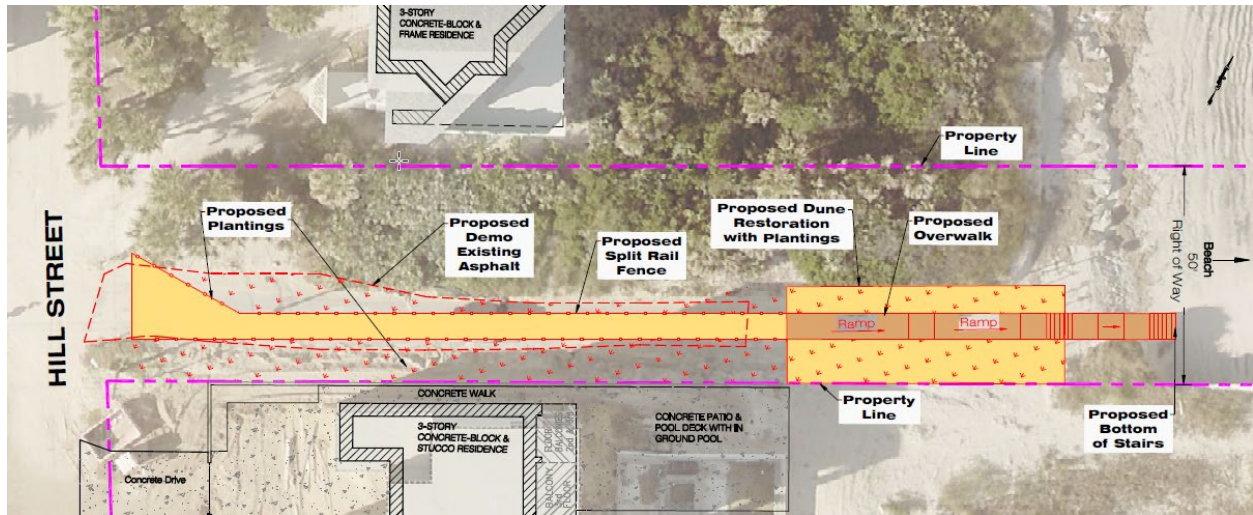 3-STORY
CONCRETE-BLOCK &
FRAME RESIDENCE
Property
Line
HILL STREET
Proposed
Plantings
Proposed
Demo
Existing
Asphalt
Proposed
Split Rail
Fence
Proposed Dune
Restoration
with Plantings
Proposed
Overwalk
Beach
50'
Right of Way
Ramp
Ramp
CONCRETE WALK
3-STORY
CONCRETE-BLOCK &
STUCCO RESIDENCE
CONCRETE PATIO &
POOL DECK WITH IN
GROUND POOL
Property
Line
Proposed
Bottom
of Stairs
Concrete Drive
BALCONY
3rd
FLOOR